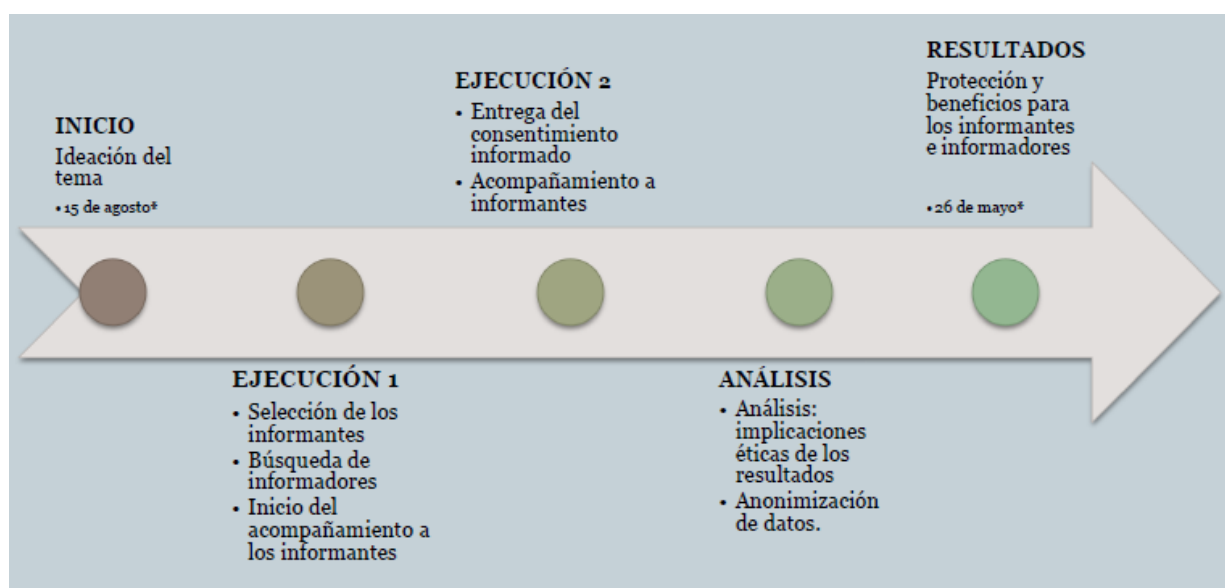 INICIO
Ideación del
tema
• 15 de agosto*
EJECUCIÓN 1
• Selección de los
informantes
• Búsqueda de
informadores
• Inicio del
acompañamiento a
los informantes
EJECUCIÓN 2
• Entrega del
consentimiento
informado
• Acompañamiento a
informantes
ANÁLISIS
• Análisis:
implicaciones
éticas de los
resultados
• Anonimización
de datos.
RESULTADOS
Protección y
beneficios para
los informantes
e informadores
• 26 de mayo*